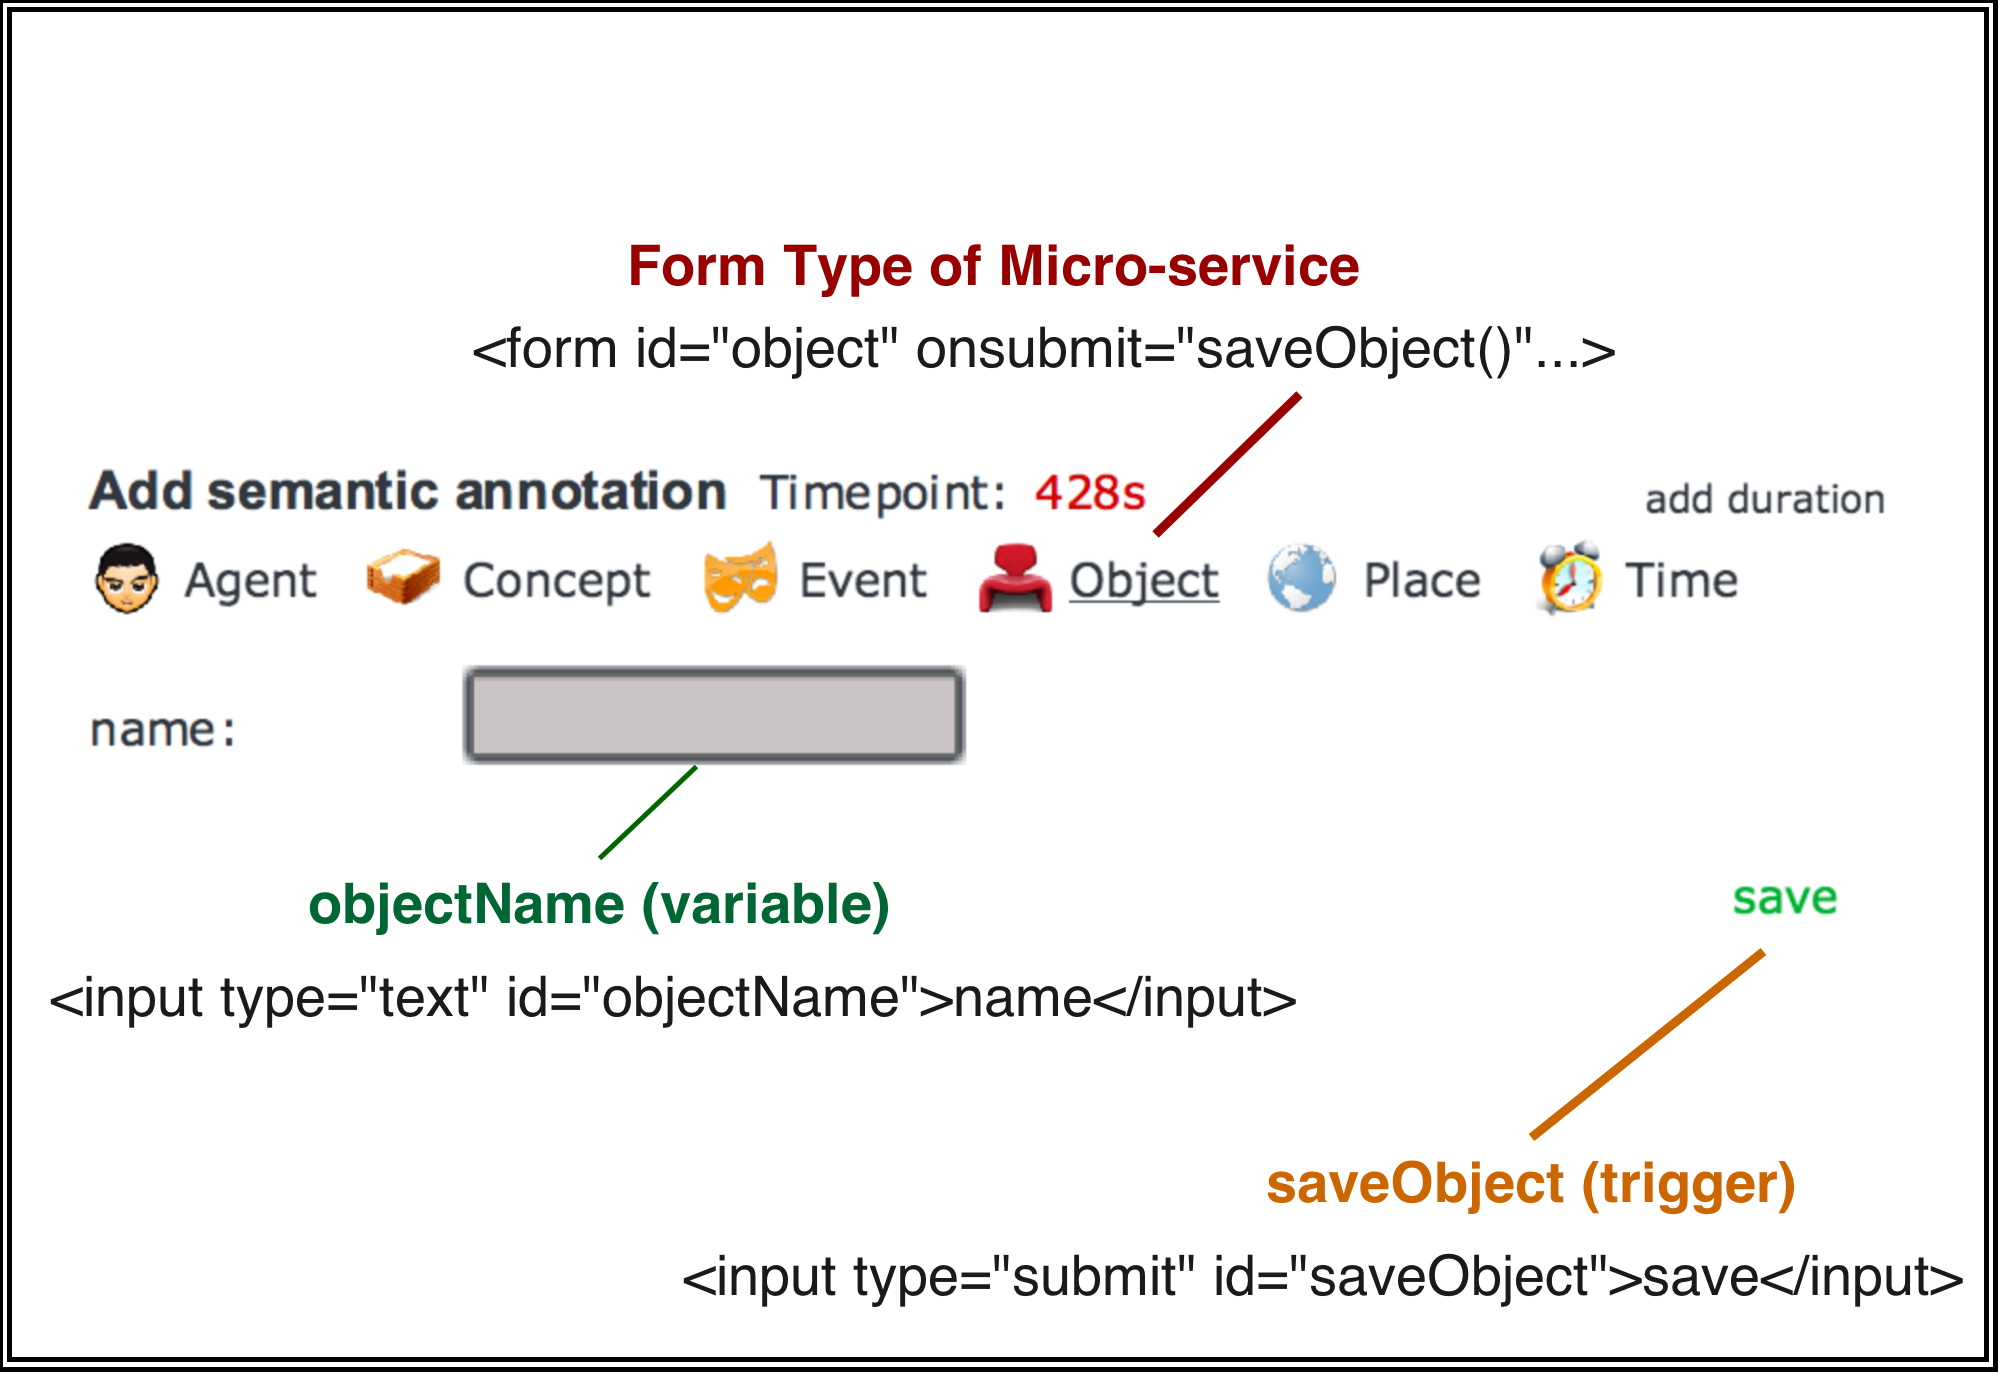 Form Type of Micro-service
<form id="object" onsubmit="saveObject()"...>
Add semantic annotation Timepoint: 428s add duration
Agent Concept Event Object Place Time
name:
objectName (variable)
save
<input type="text" id="objectName">name</input>
saveObject (trigger)
<input type="submit" id="saveObject">save</input>